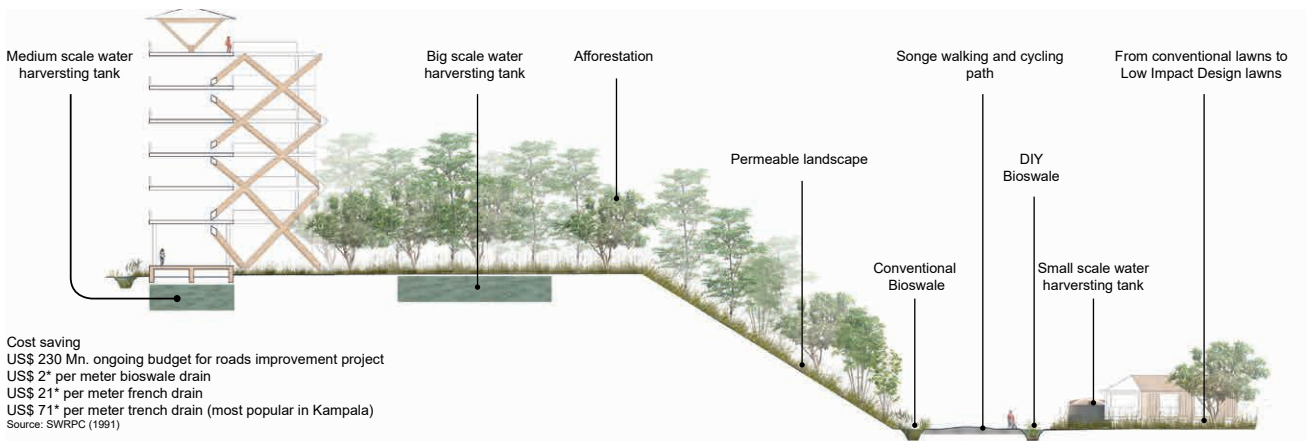 Medium scale water
harversting tank
Big scale water
harversting tank
Afforestation
Songe walking and cycling
path
From conventional lawns to
Low Impact Design lawns
Permeable landscape
DIY
Bioswale
Conventional
Bioswale
Small scale water
harversting tank
Cost saving
US$ 230 Mn. ongoing budget for roads improvement project
US$ 2* per meter bioswale drain
US$ 21* per meter french drain
US$ 71* per meter trench drain (most popular in Kampala)
Source: SWRPC (1991)